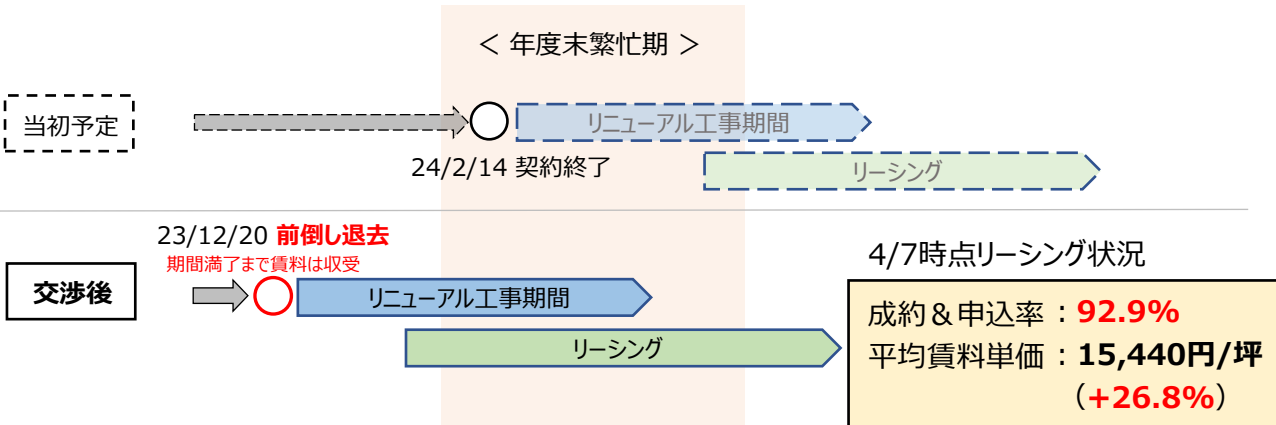 ＜ 年度末繁忙期 ＞
当初予定
リニューアル工事期間
24/2/14 契約終了
リーシング
23/12/20 前倒し退去
期間満了まで賃料は収受
交渉後
リニューアル工事期間
リーシング
4/7時点リーシング状況
成約＆申込率：92.9%
平均賃料単価：15,440円/坪
（+26.8%）